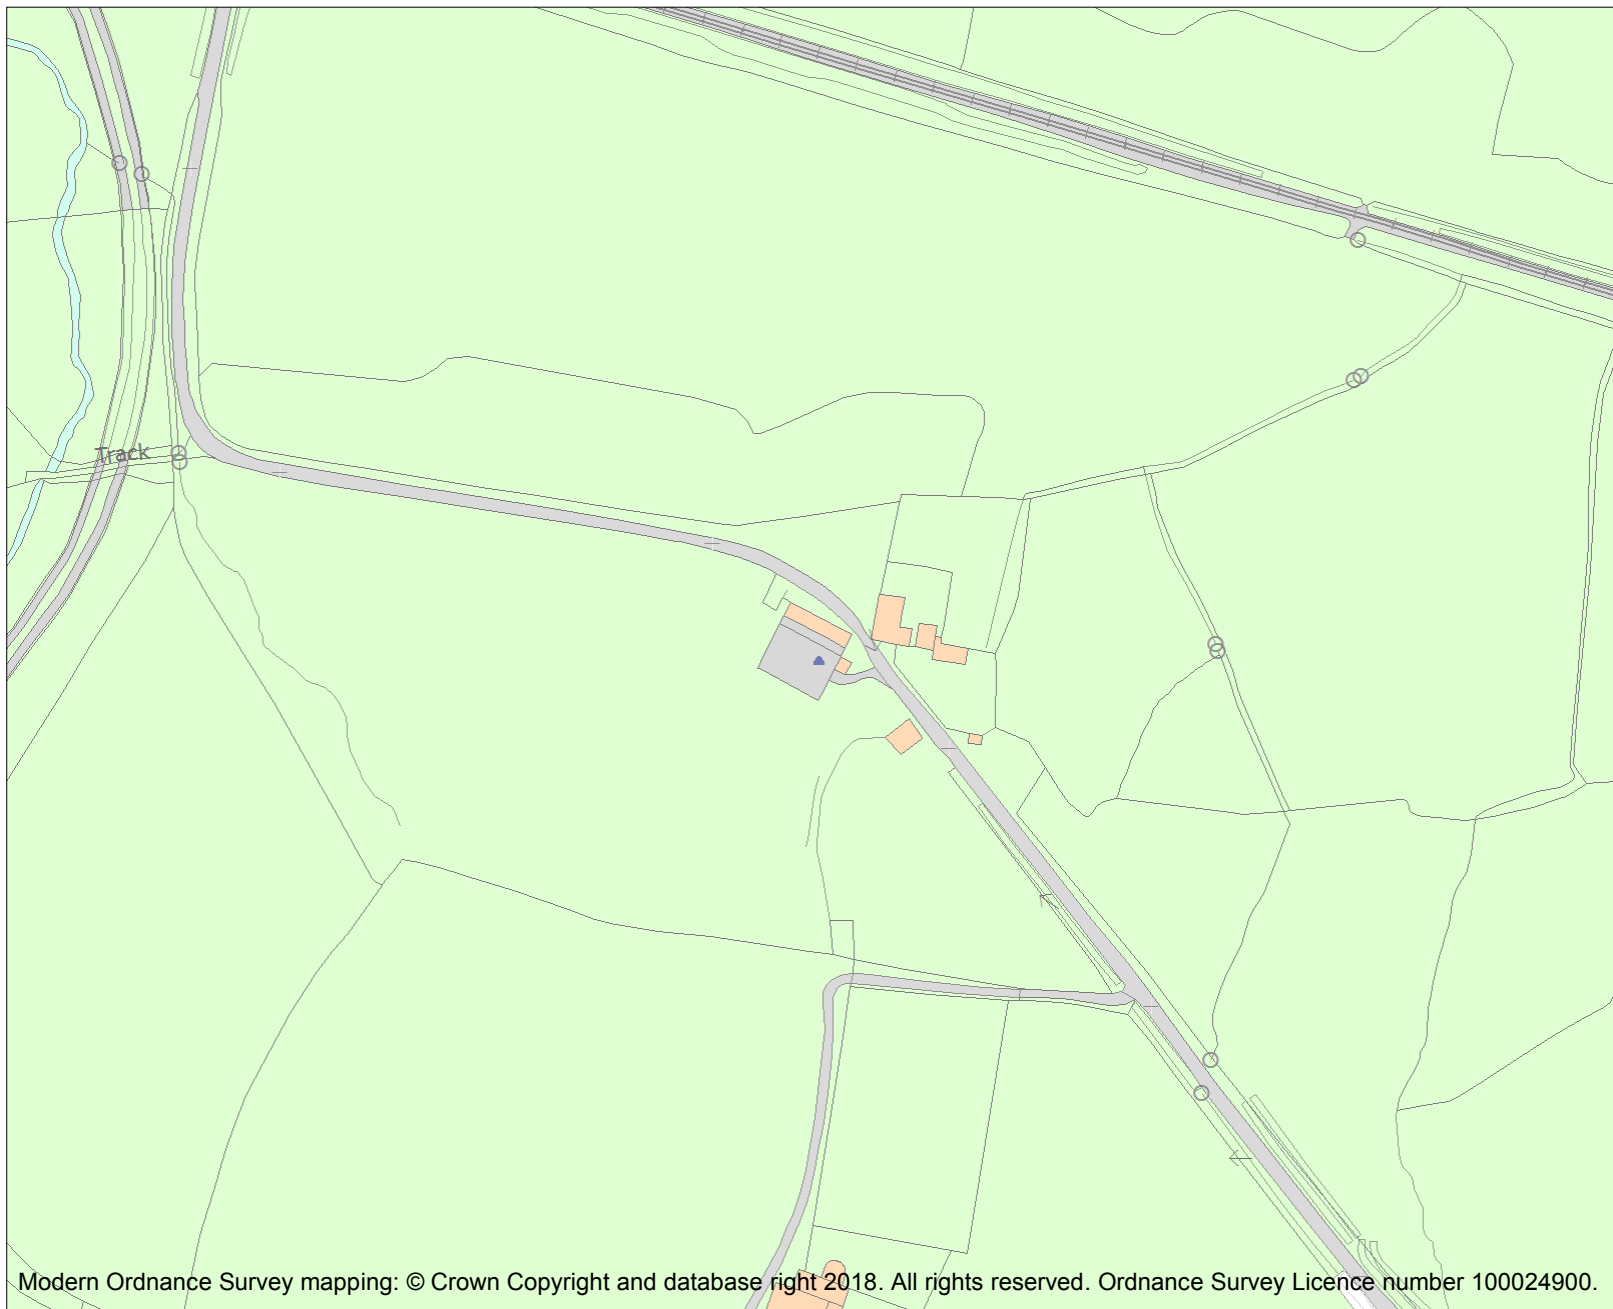 Track
Modern Ordnance Survey mapping: © Crown Copyright and database right 2018. All rights reserved. Ordnance Survey Licence number 100024900.